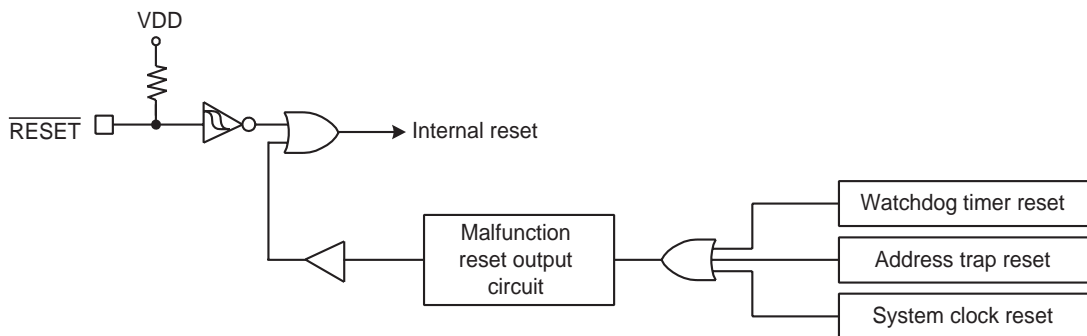 VDD
RESET
Internal reset
Watchdog timer reset
Malfunction
reset output
circuit
Address trap reset
System clock reset